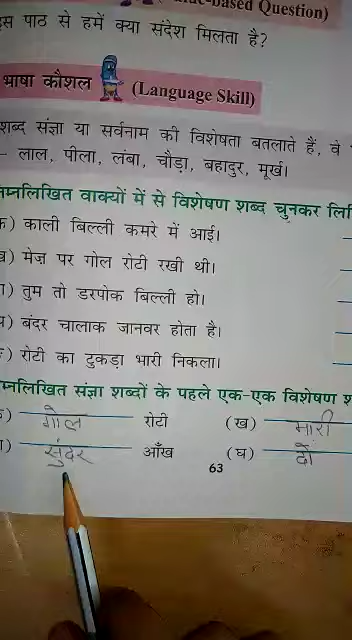 -based Question)
इस पाठ से हमें क्या संदेश मिलता है?
भाषा कौशल (Language Skill)
शब्द संज्ञा या सर्वनाम की विशेषता बतलाते हैं, वे
– लाल, पीला, लंबा, चौड़ा, बहादुर, मूर्ख।
निम्नलिखित वाक्यों में से विशेषण शब्द चुनकर
क) काली बिल्ली कमरे में आई।
ख) मेज़ पर गोल रोटी रखी थी।
ग) तुम तो डरपोक बिल्ली हो।
घ) बंदर चालाक जानवर होता है।
ङ) रोटी का टुकड़ा भारी निकला।
निम्नलिखित संज्ञा शब्दों के पहले एक-एक विशेषण
क) गोल रोटी (ख) भारी
ग) सुंदर आँख (घ) दो
63